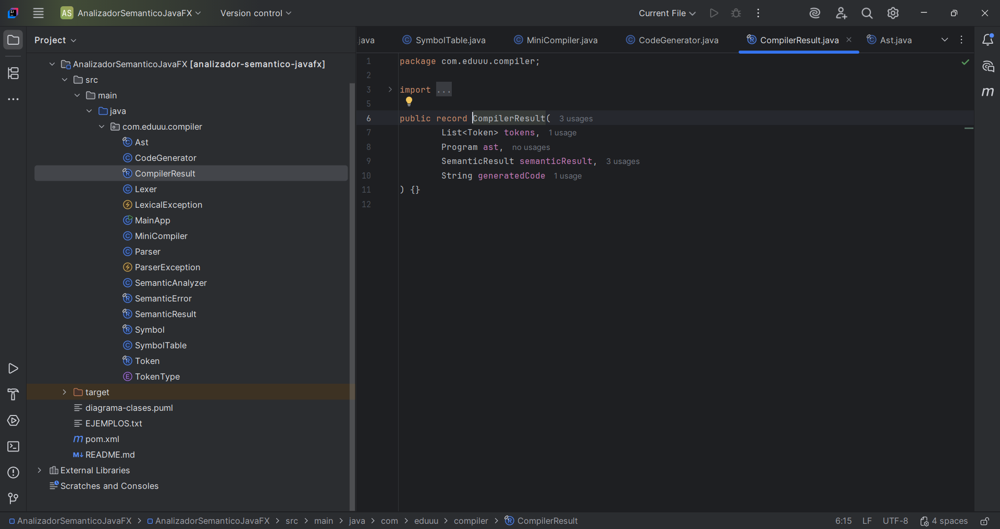 AS AnalizadorSemanticoJavaFX Version control Current File
Project
java SymbolTable.java MiniCompiler.java CodeGenerator.java CompilerResult.java Ast.java
AnalizadorSemanticoJavaFX [analizador-semantico-javafx]
src
main
java
com.eduuu.compiler
Ast
CodeGenerator
CompilerResult
Lexer
LexicalException
MainApp
MiniCompiler
Parser
ParserException
SemanticAnalyzer
SemanticError
SemanticResult
Symbol
SymbolTable
Token
TokenType
target
diagrama-clases.puml
EJEMPLOS.txt
m pom.xml
M↓ README.md
External Libraries
Scratches and Consoles
1 package com.eduuu.compiler;
2
3 import ...
5
6 public record CompilerResult( 3 usages
7 List<Token> tokens, 1 usage
8 Program ast, no usages
9 SemanticResult semanticResult, 3 usages
10 String generatedCode 1 usage
11 ) {}
12
m
AnalizadorSemanticoJavaFX > AnalizadorSemanticoJavaFX > src > main > java > com > eduuu > compiler > CompilerResult 6:15 LF UTF-8 4 spaces